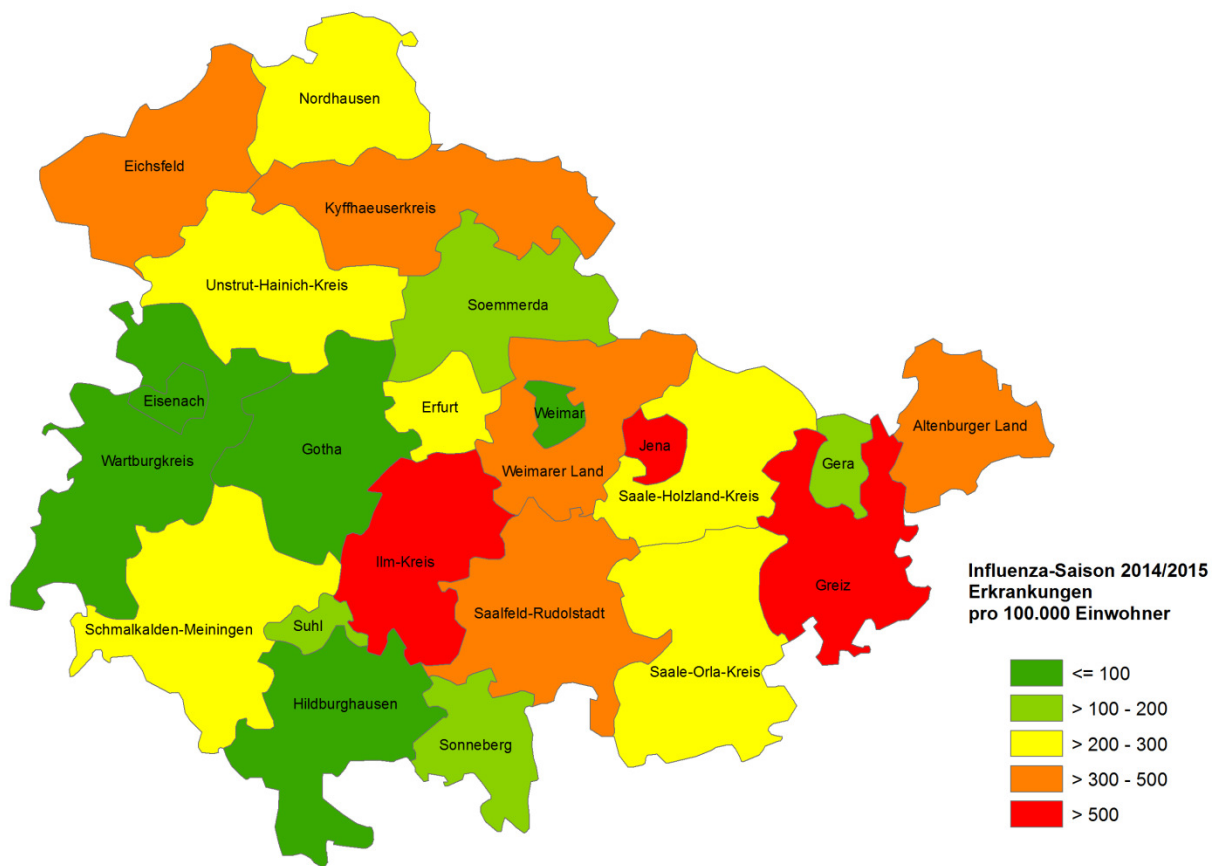 Nordhausen
Eichsfeld
Kyffhaeuserkreis
Unstrut-Hainich-Kreis
Soemmerda
Eisenach
Erfurt
Weimar
Altenburger Land
Wartburgkreis
Gotha
Jena
Gera
Weimarer Land
Saale-Holzland-Kreis
Ilm-Kreis
Greiz
Saalfeld-Rudolstadt
Suhl
Schmalkalden-Meiningen
Saale-Orla-Kreis
Hildburghausen
Sonneberg
Influenza-Saison 2014/2015
Erkrankungen
pro 100.000 Einwohner
<= 100
> 100 - 200
> 200 - 300
> 300 - 500
> 500